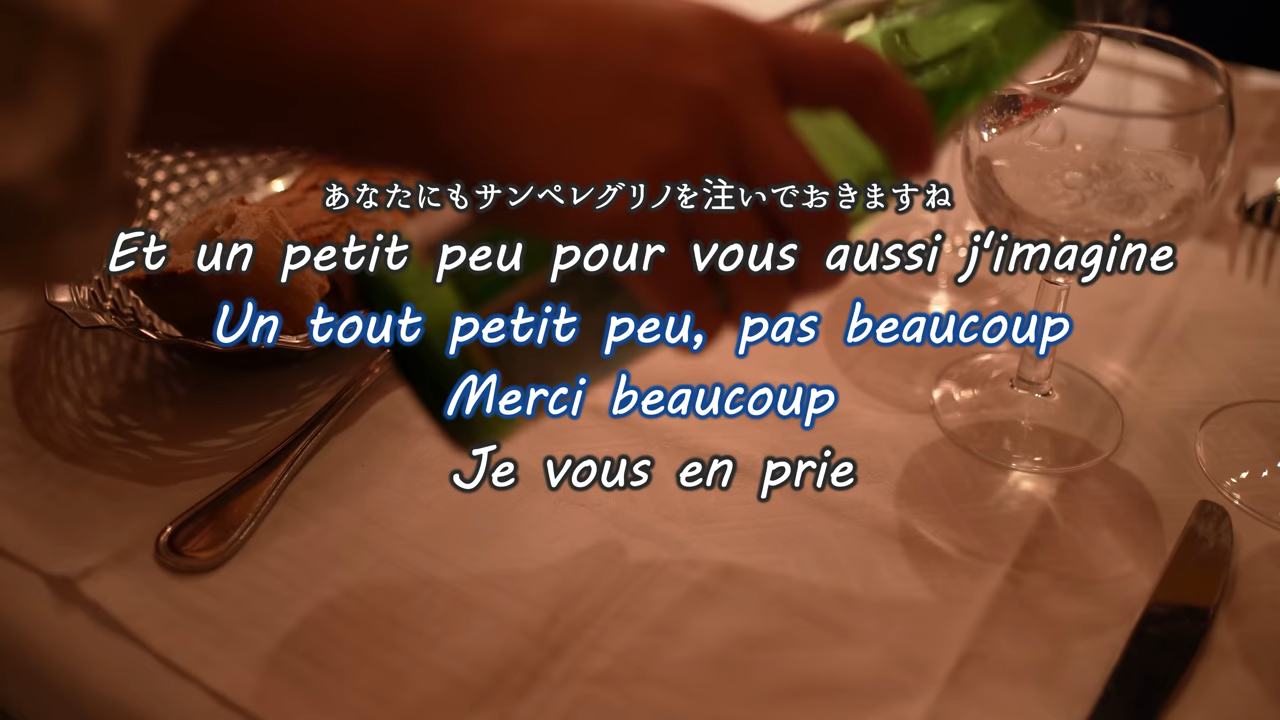 あなたにもサンペレグリノを注いでおきますね
Et un petit peu pour vous aussi j'imagine
Un tout petit peu, pas beaucoup
Merci beaucoup
Je vous en prie